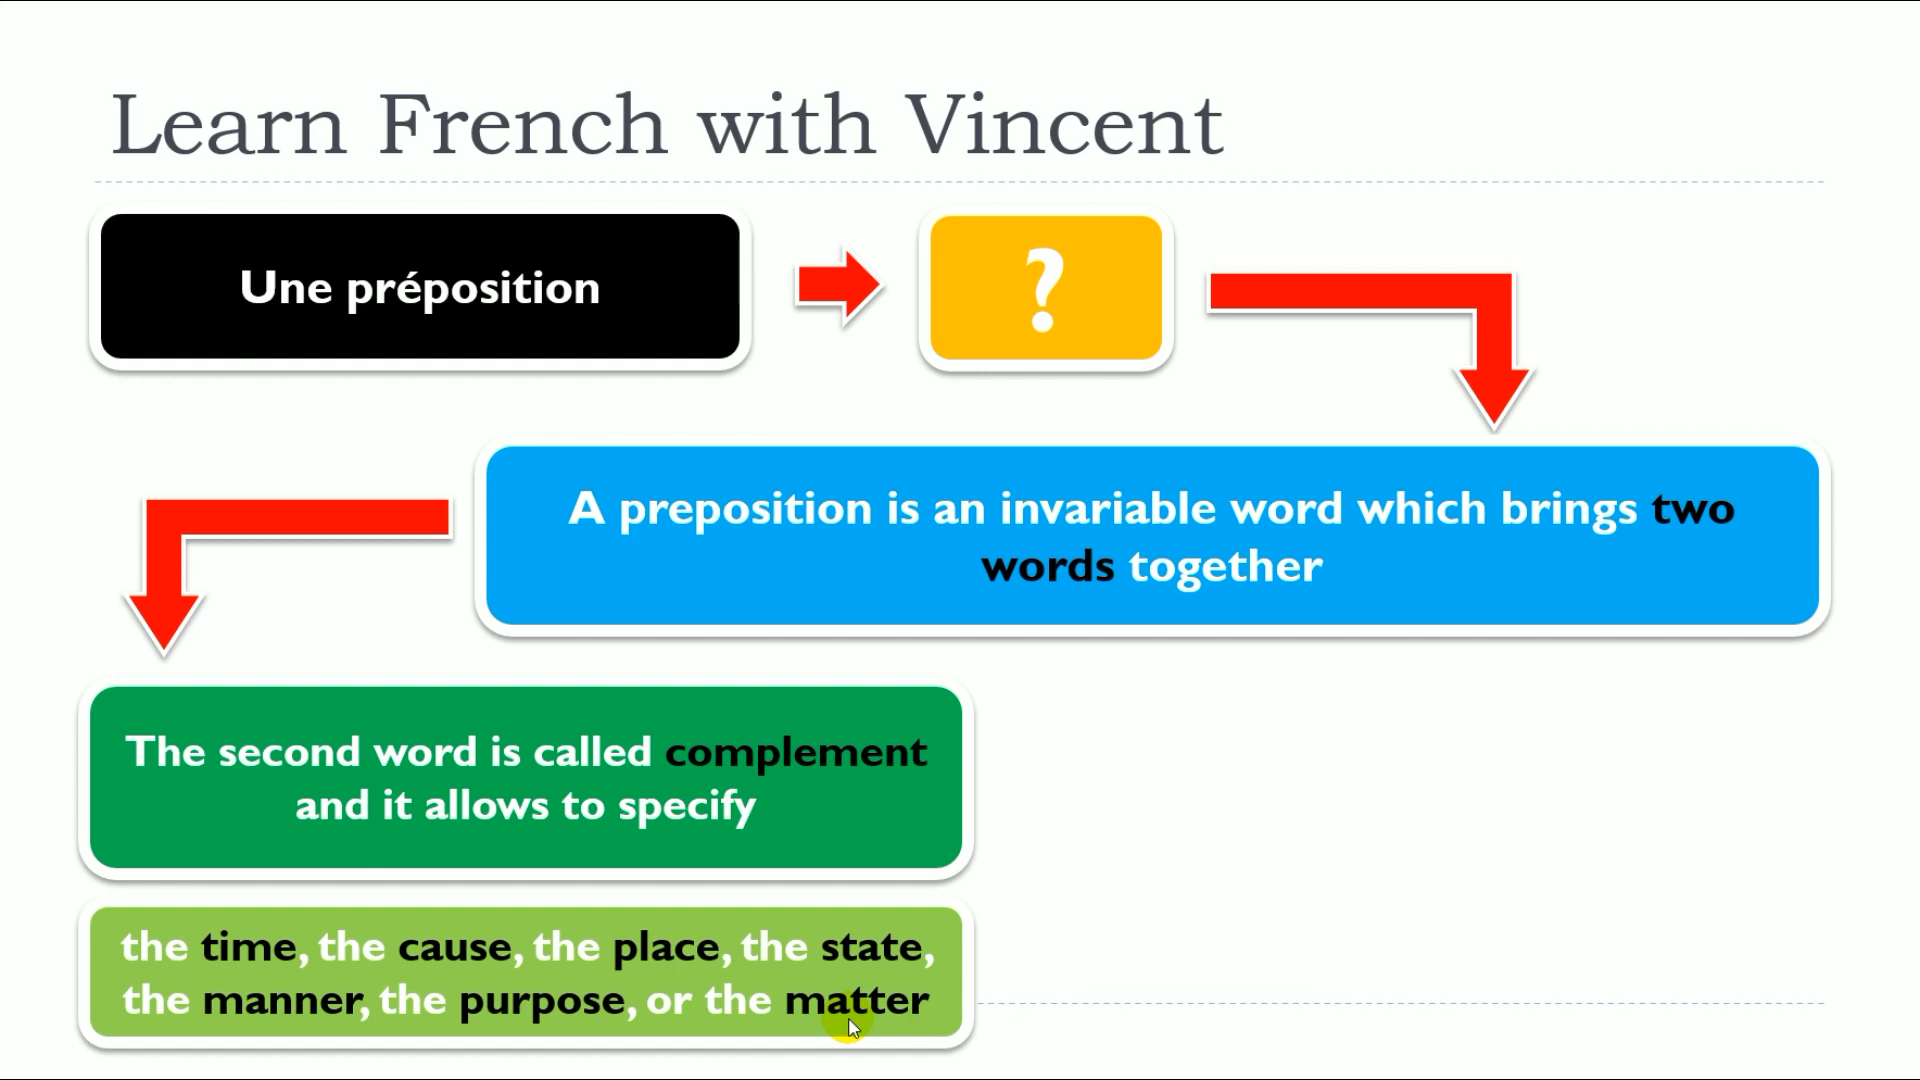 Learn French with Vincent
Une préposition
?
A preposition is an invariable word which brings two
words together
The second word is called complement
and it allows to specify
the time, the cause, the place, the state,
the manner, the purpose, or the matter